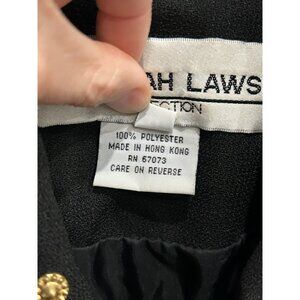 AH LAWS
ECTION
100% POLYESTER
MADE IN HONG KONG
RN 67073
CARE ON REVERSE